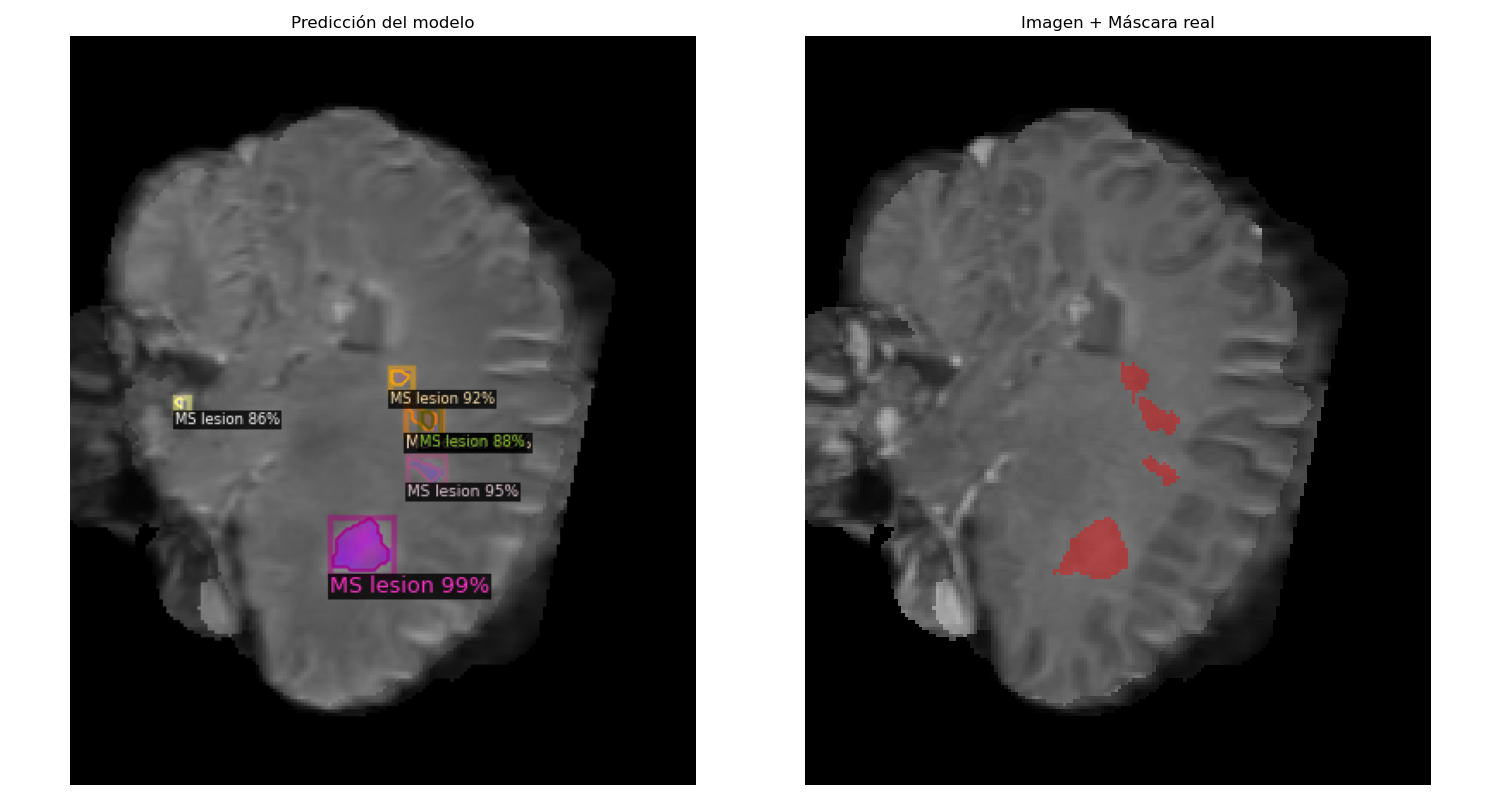 Predicción del modelo
Imagen + Máscara real
MS lesion 92%
MS lesion 86%
MS lesion 88%
MS lesion 95%
MS lesion 99%